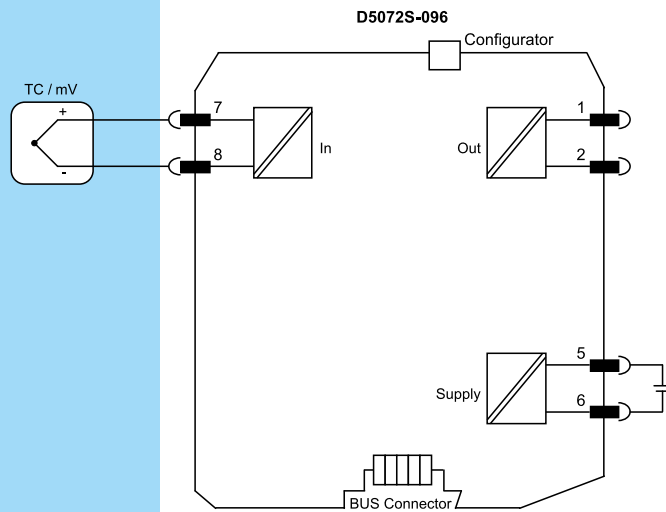 D5072S-096
Configurator
TC / mV
+
-
7
8
In
Out
1
2
Supply
5
6
BUS Connector